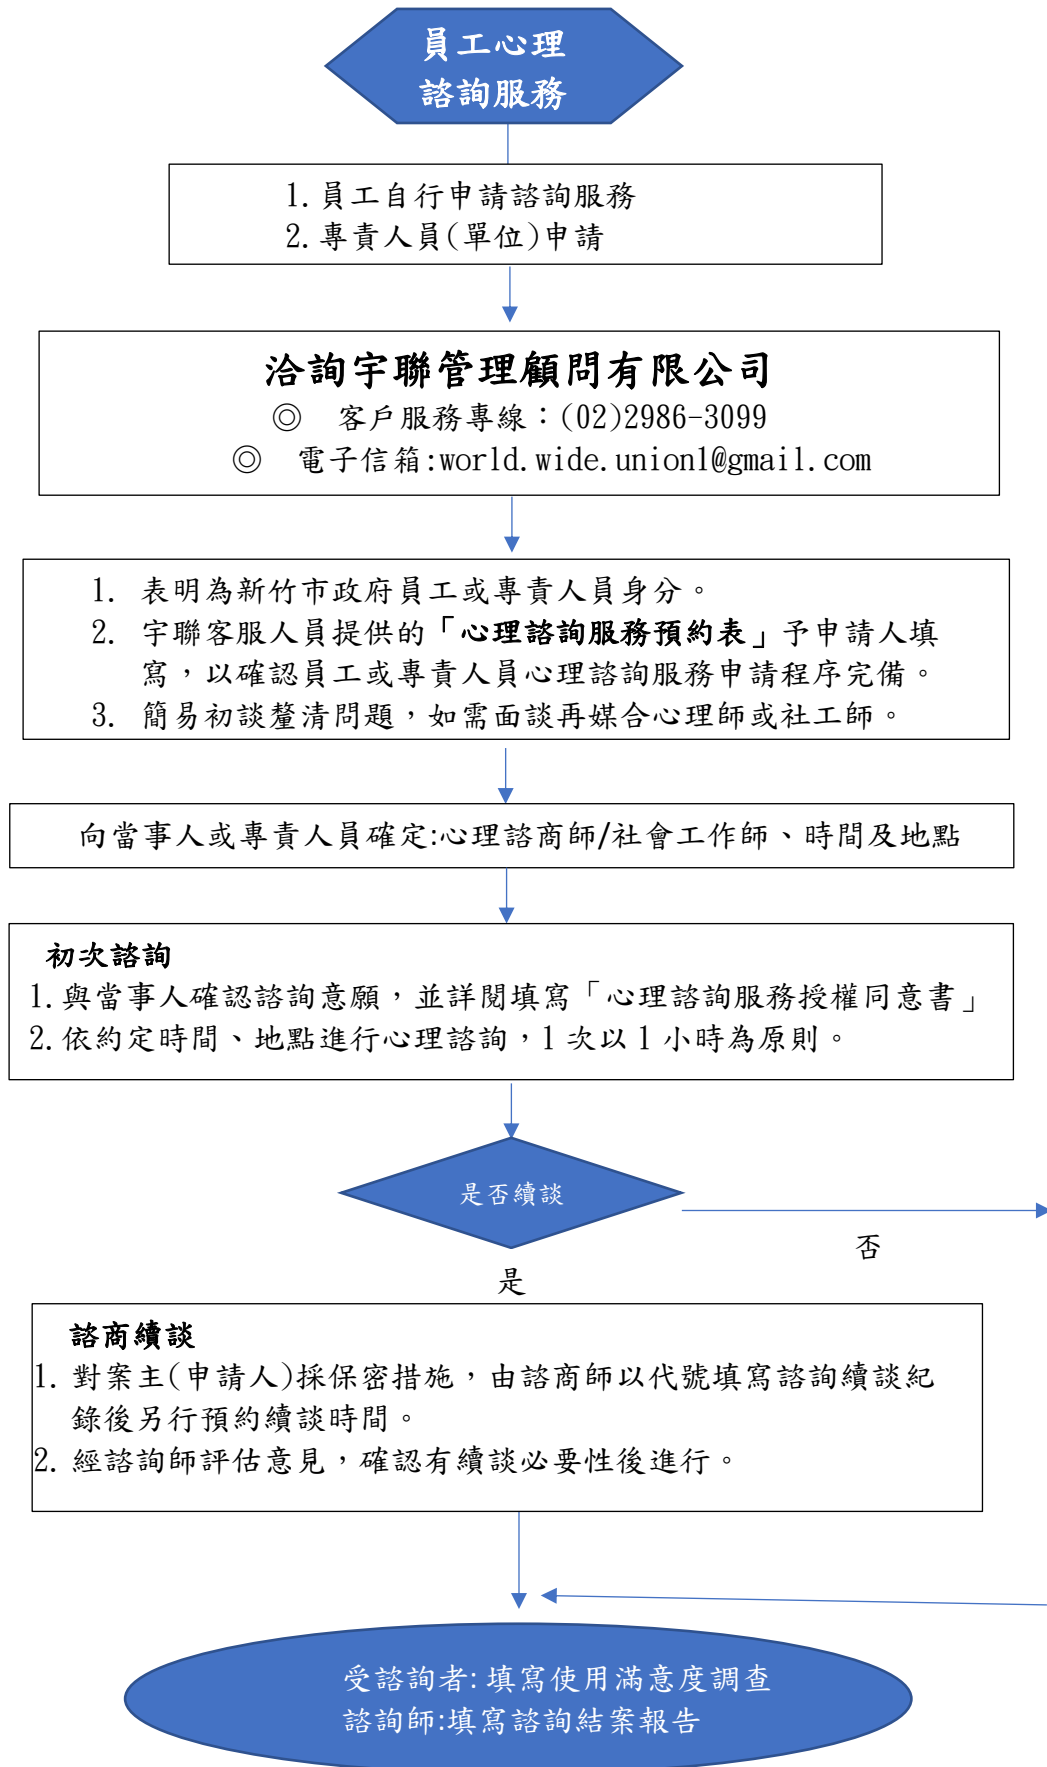 員工心理
諮詢服務
1.員工自行申請諮詢服務
2.專責人員(單位)申請
洽詢宇聯管理顧問有限公司
◎ 客戶服務專線：(02)2986-3099
◎ 電子信箱:world.wide.union1@gmail.com
1. 表明為新竹市政府員工或專責人員身分。
2. 宇聯客服人員提供的「心理諮詢服務預約表」予申請人填
寫，以確認員工或專責人員心理諮詢服務申請程序完備。
3. 簡易初談釐清問題，如需面談再媒合心理師或社工師。
向當事人或專責人員確定:心理諮商師/社會工作師、時間及地點
初次諮詢
1.與當事人確認諮詢意願，並詳閱填寫「心理諮詢服務授權同意書」
2.依約定時間、地點進行心理諮詢，1次以1小時為原則。
是否續談
否
是
諮商續談
1. 對案主(申請人)採保密措施，由諮商師以代號填寫諮詢續談紀
錄後另行預約續談時間。
2. 經諮詢師評估意見，確認有續談必要性後進行。
受諮詢者:填寫使用滿意度調查
諮詢師:填寫諮詢結案報告